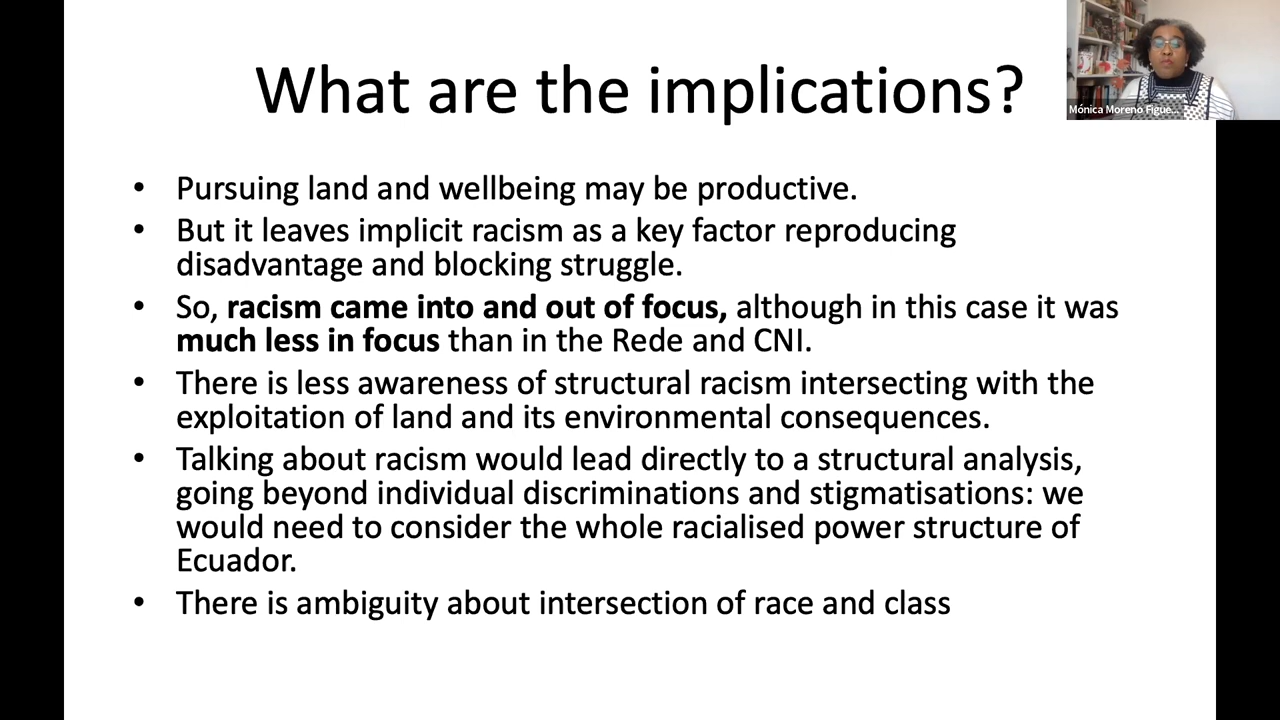 What are the implications?
Mónica Moreno Figue...
• Pursuing land and wellbeing may be productive.
• But it leaves implicit racism as a key factor reproducing
disadvantage and blocking struggle.
• So, racism came into and out of focus, although in this case it was
much less in focus than in the Rede and CNI.
• There is less awareness of structural racism intersecting with the
exploitation of land and its environmental consequences.
• Talking about racism would lead directly to a structural analysis,
going beyond individual discriminations and stigmatisations: we
would need to consider the whole racialised power structure of
Ecuador.
• There is ambiguity about intersection of race and class